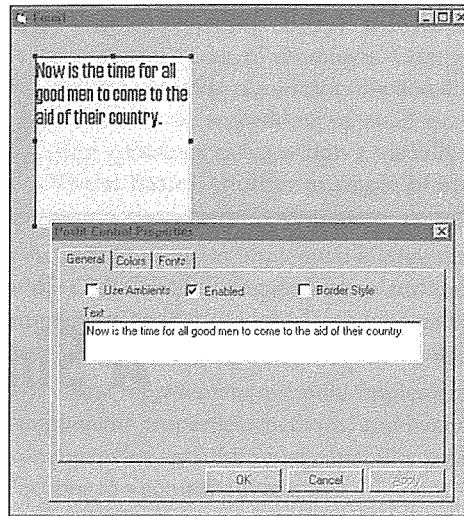 Form1
Now is the time for all
good men to come to the
aid of their country.
PostIt Control Properties
General Colors Fonts
Use Ambients Enabled Border Style
Text
Now is the time for all good men to come to the aid of their country.
OK Cancel Apply